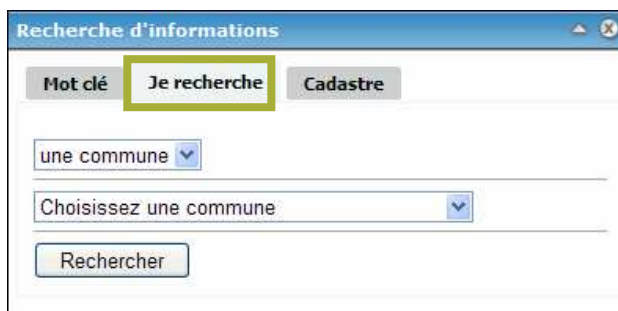 Recherche d'informations
Mot clé Je recherche Cadastre
une commune
Choisissez une commune
Rechercher